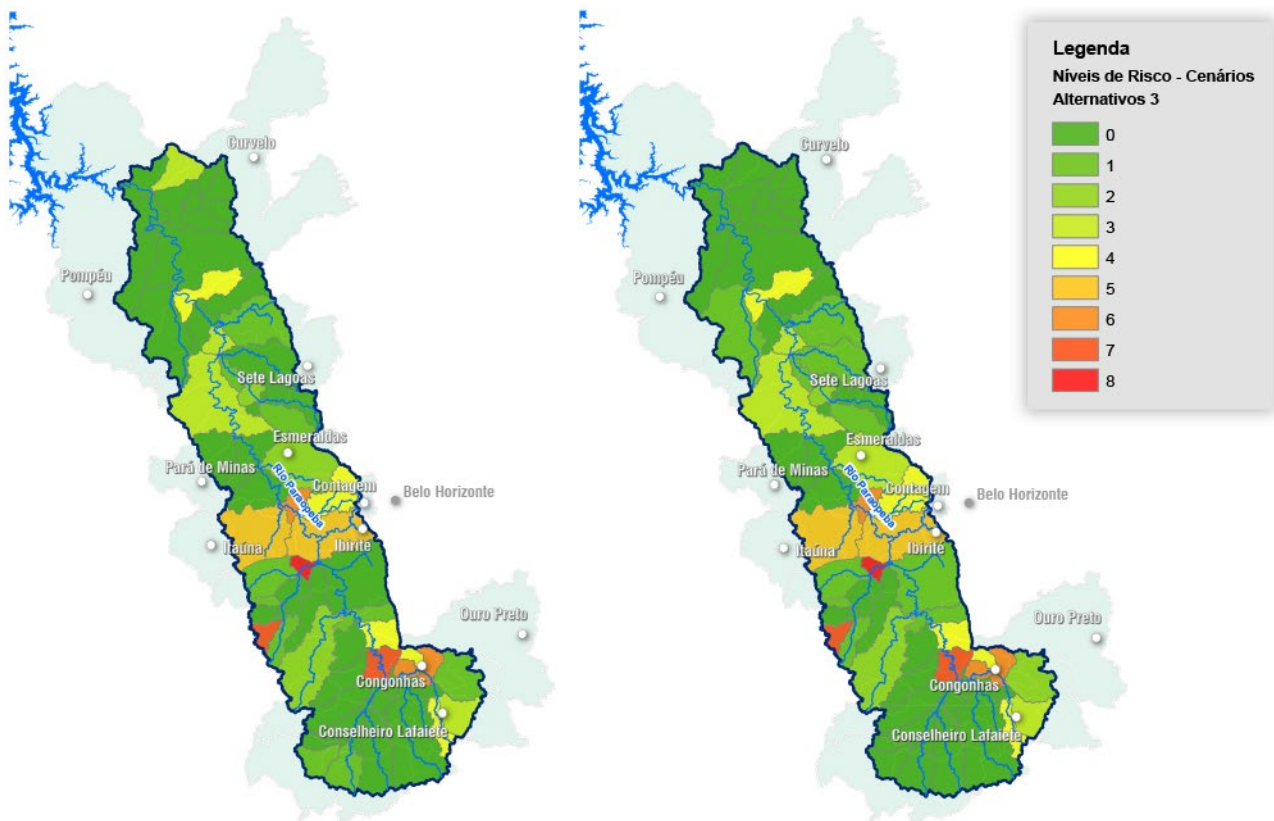 Curvelo
Pompéu
Sete Lagoas
Esmeraldas
Pará de Minas
Rio Paraopeba
Contagem
Belo Horizonte
Itaúna
Ibirite
Ouro Preto
Congonhas
Conselheiro Lafaiete
Curvelo
Pompéu
Sete Lagoas
Esmeraldas
Pará de Minas
Rio Paraopeba
Contagem
Belo Horizonte
Itaúna
Ibirite
Ouro Preto
Congonhas
Conselheiro Lafaiete
Legenda
Níveis de Risco - Cenários
Alternativos 3
0
1
2
3
4
5
6
7
8